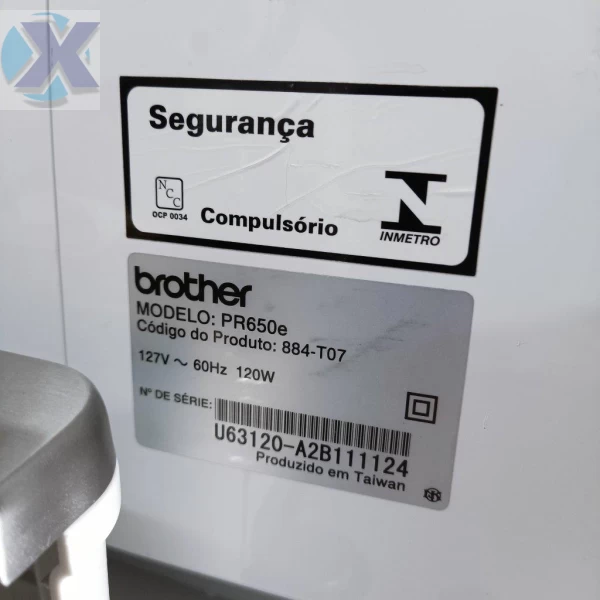 X
Segurança
NCC
OCP 0034
Compulsório
INMETRO
brother
MODELO: PR650e
Código do Produto: 884-T07
127V ~ 60Hz 120W
Nº DE SÉRIE:
U63120-A2B111124
Produzido em Taiwan